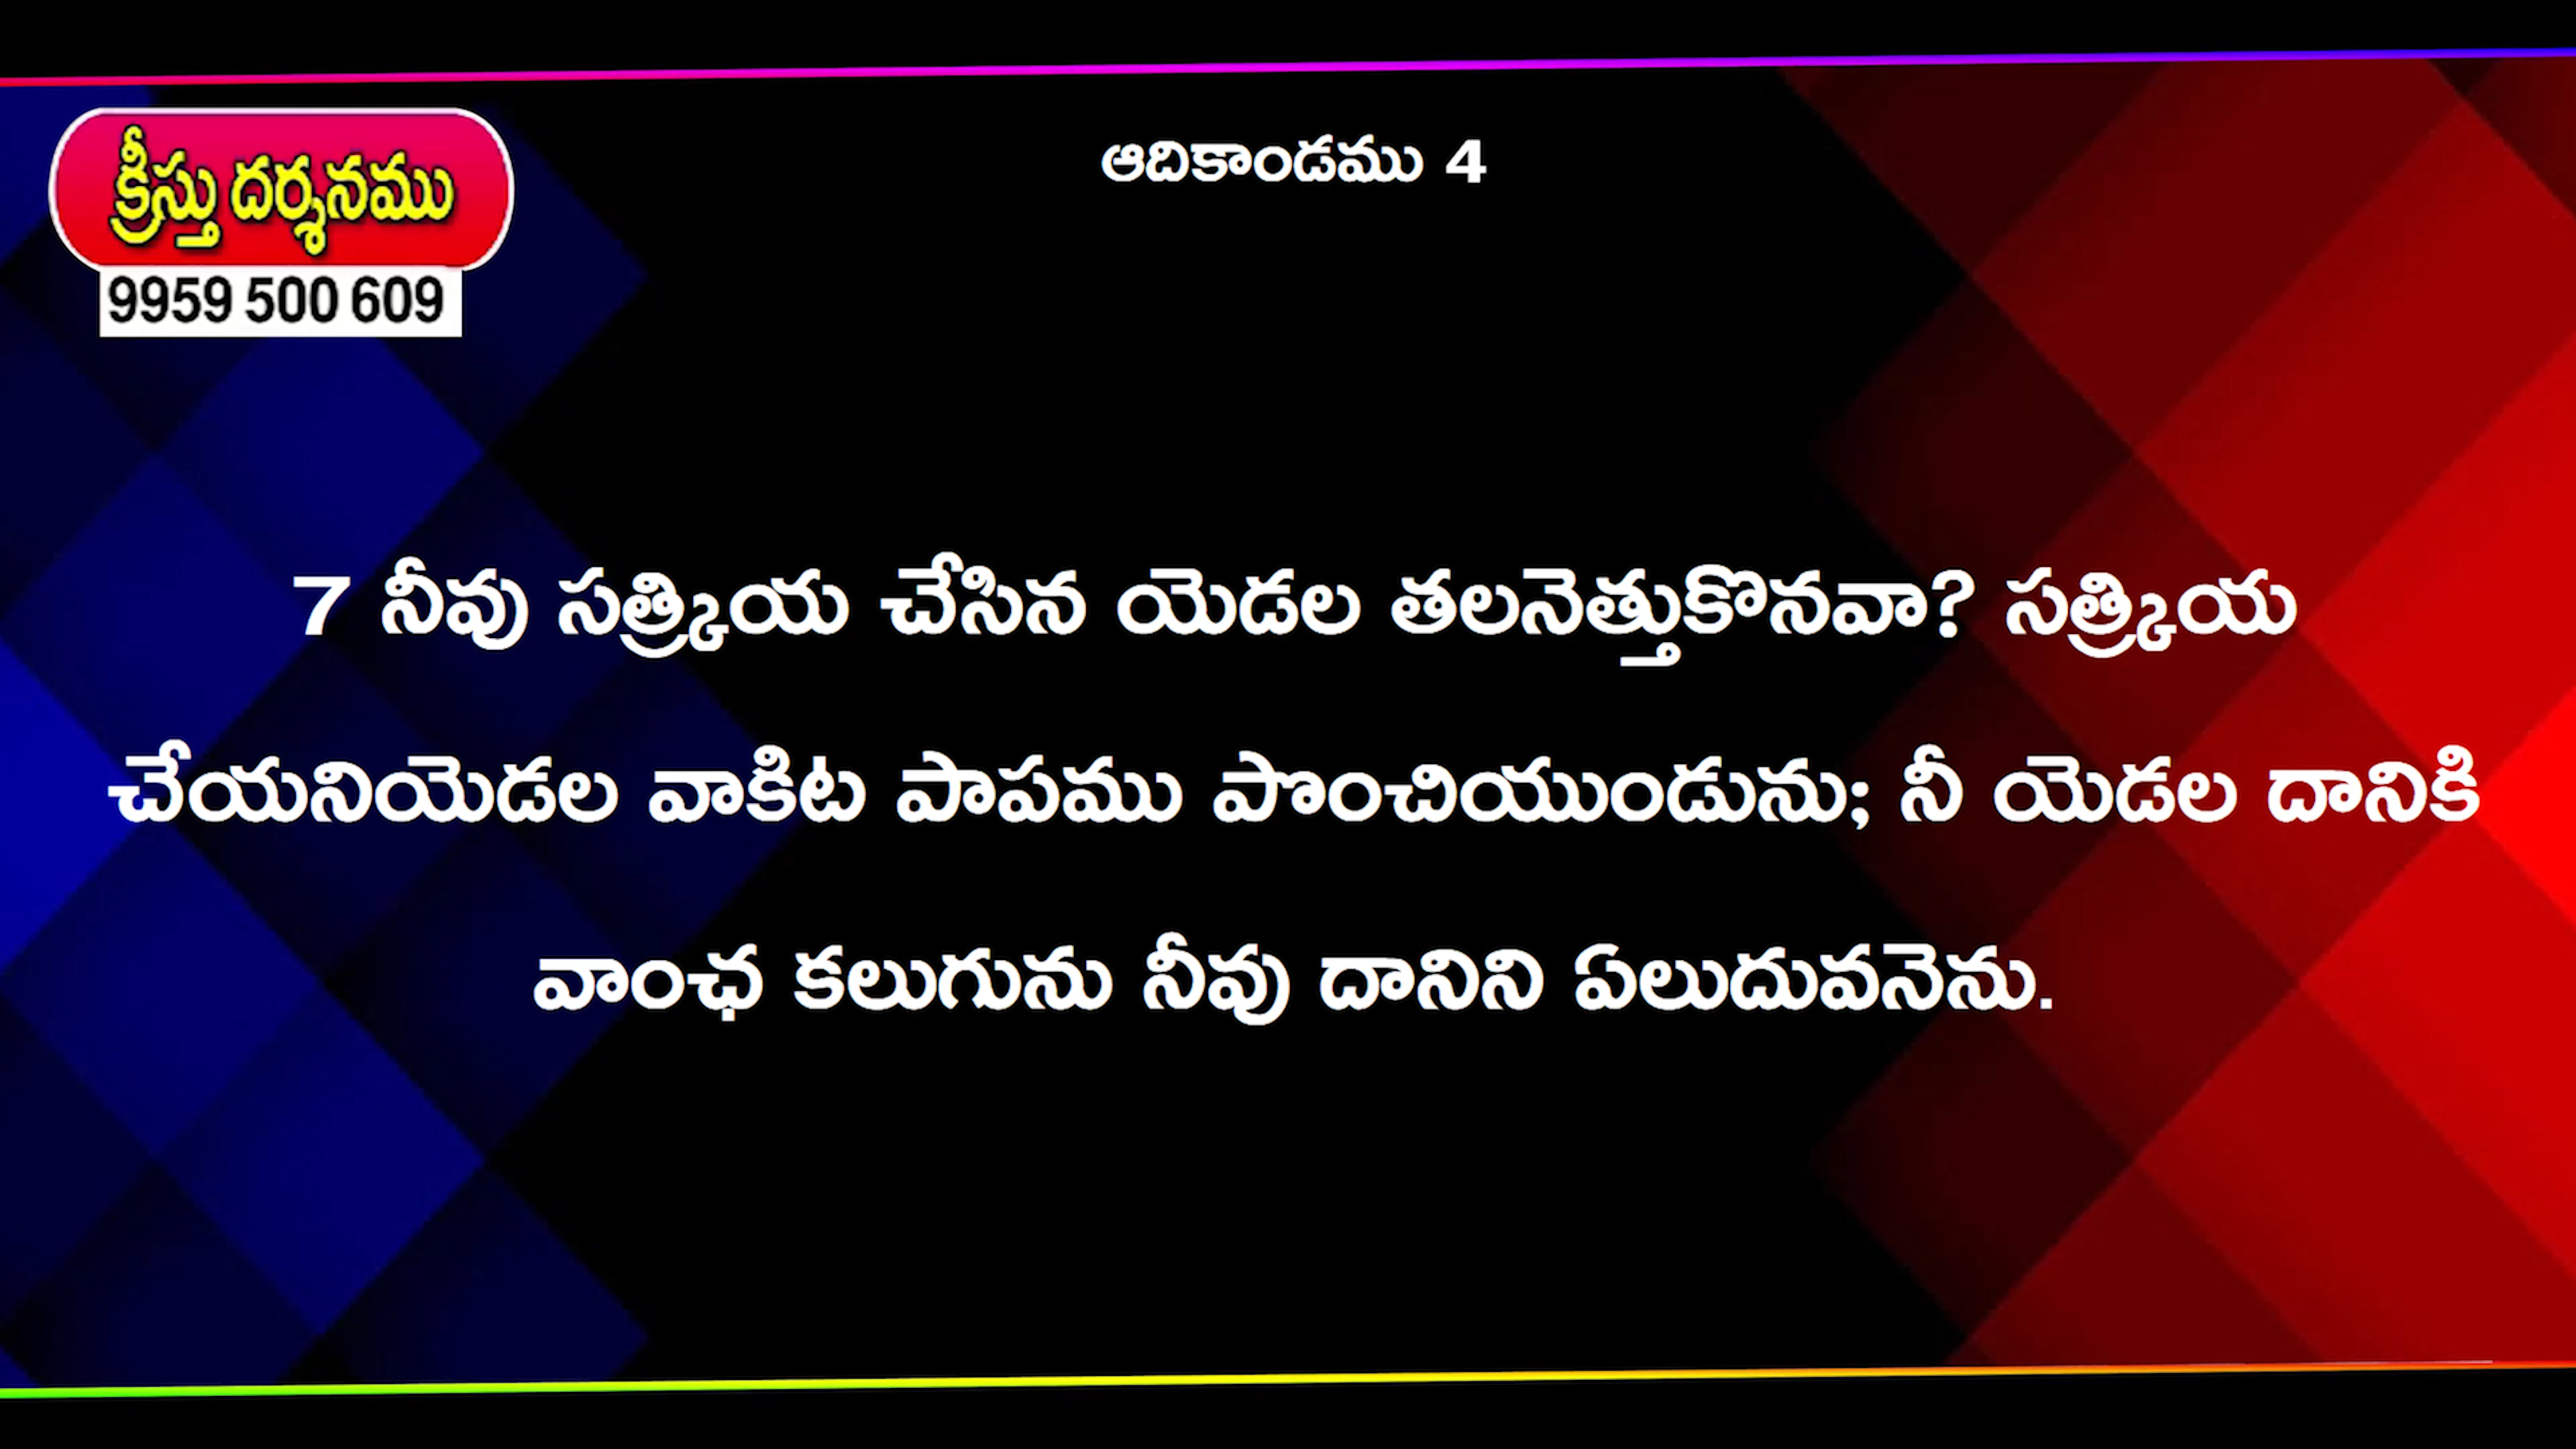 క్రీస్తు దర్శనము
9959 500 609
ఆదికాండము 4
7 నీవు సత్క్రియ చేసిన యెడల తలనెత్తుకొనవా? సత్క్రియ
చేయనియెడల వాకిట పాపము పొంచియుండును; నీ యెడల దానికి
వాంఛ కలుగును నీవు దానిని ఏలుదువనెను.